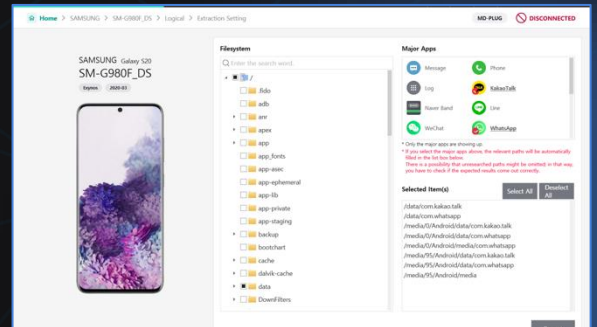 Home > SAMSUNG > SM-G980F_DS > Logical > Extraction Setting
MD-PLUG
DISCONNECTED
SAMSUNG Galaxy S20
SM-G980F_DS
Exynos 2020-03
Filesystem
Enter the search word.
/
.fido
adb
anr
apex
app
app_fonts
app-asec
app-ephemeral
app-lib
app-private
app-staging
backup
bootchart
cache
dalvik-cache
data
DownFilters
Major Apps
Message
Phone
Log
KakaoTalk
Naver Band
Line
WeChat
WhatsApp
* Only the major apps are showing up.
* If you select the major apps above, the relevant paths will be automatically
filled in the list box below.
There is a possibility that unresearched paths might be omitted; in that way,
you have to check if the expected results come out correctly.
Selected Item(s)
Select All
Deselect
All
/data/com.kakao.talk
/data/com.whatsapp
/media/0/Android/data/com.kakao.talk
/media/0/Android/data/com.whatsapp
/media/0/Android/media/com.whatsapp
/media/95/Android/data/com.kakao.talk
/media/95/Android/data/com.whatsapp
/media/95/Android/media